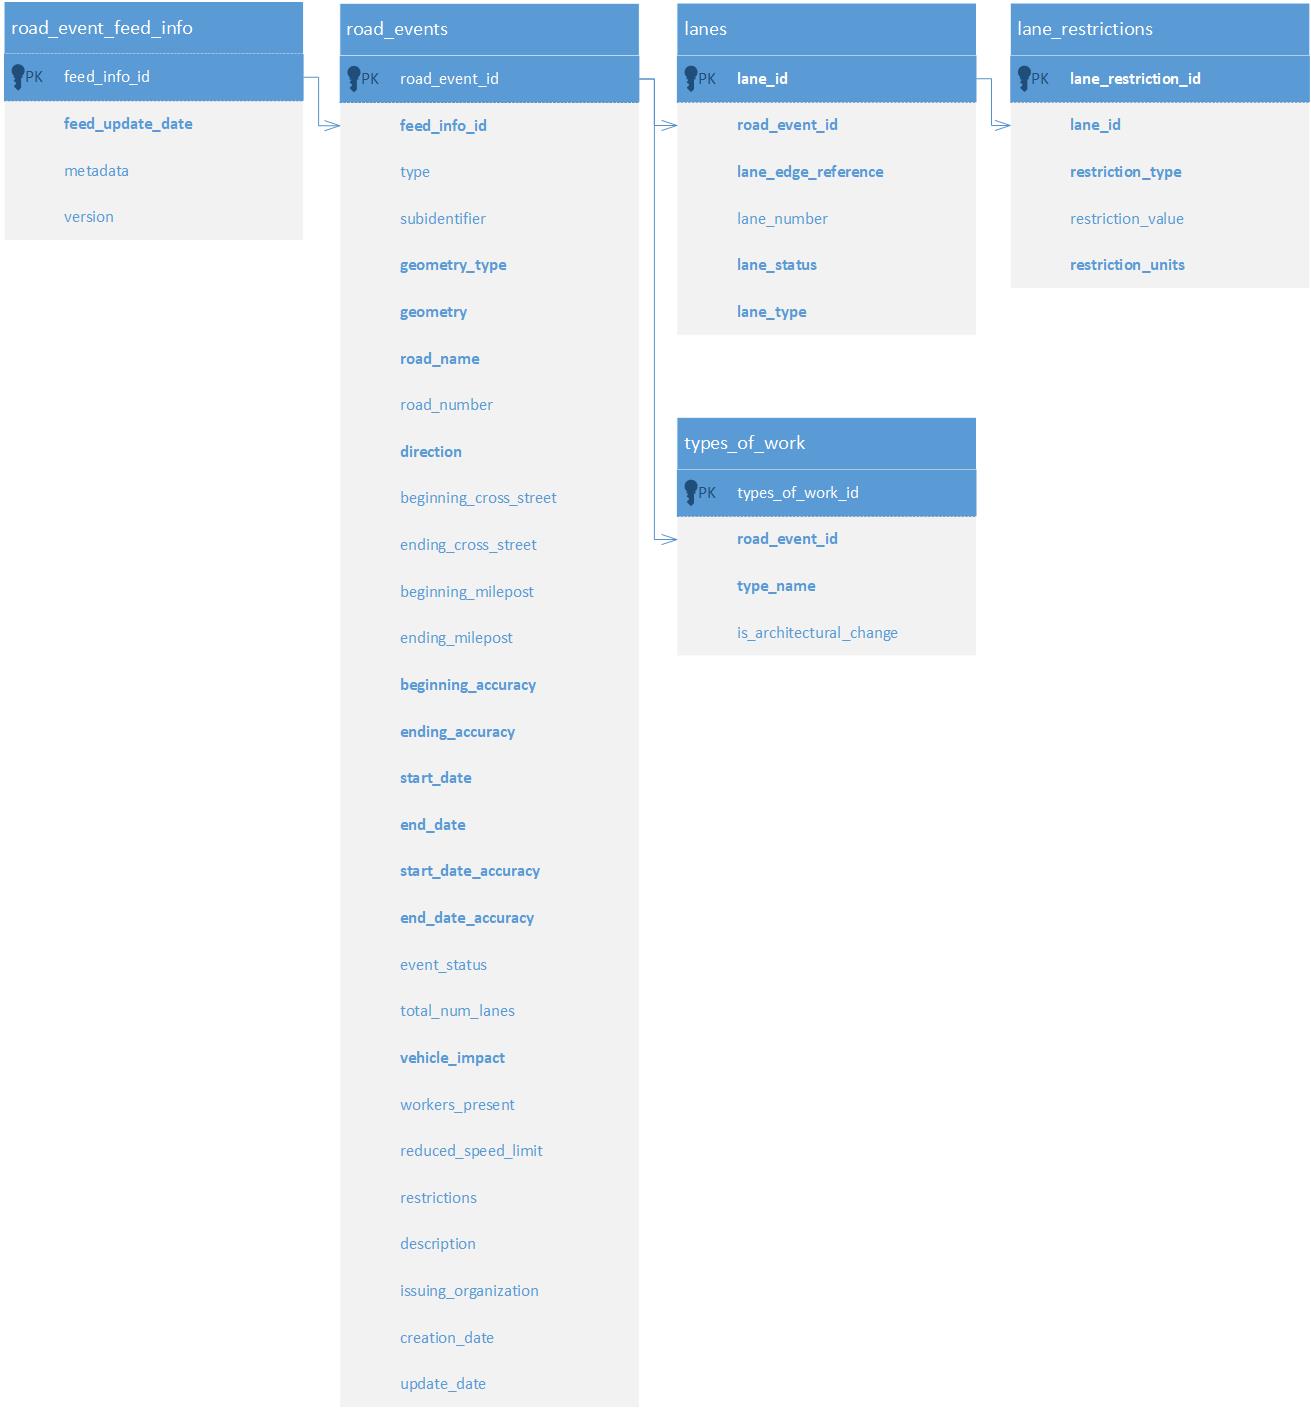 road_event_feed_info
PK feed_info_id
feed_update_date
metadata
version
road_events
PK road_event_id
feed_info_id
type
subidentifier
geometry_type
geometry
road_name
road_number
direction
beginning_cross_street
ending_cross_street
beginning_milepost
ending_milepost
beginning_accuracy
ending_accuracy
start_date
end_date
start_date_accuracy
end_date_accuracy
event_status
total_num_lanes
vehicle_impact
workers_present
reduced_speed_limit
restrictions
description
issuing_organization
creation_date
update_date
lanes
PK lane_id
road_event_id
lane_edge_reference
lane_number
lane_status
lane_type
types_of_work
PK types_of_work_id
road_event_id
type_name
is_architectural_change
lane_restrictions
PK lane_restriction_id
lane_id
restriction_type
restriction_value
restriction_units